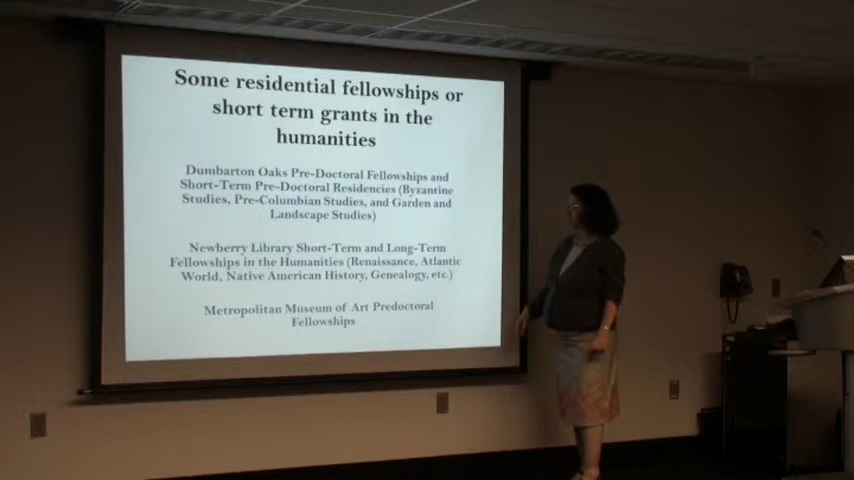 Some residential fellowships or
short term grants in the
humanities
Dumbarton Oaks Pre-Doctoral Fellowships and
Short-Term Pre-Doctoral Residencies (Byzantine
Studies, Pre-Columbian Studies, and Garden and
Landscape Studies)
Newberry Library Short-Term and Long-Term
Fellowships in the Humanities (Renaissance, Atlantic
World, Native American History, Genealogy, etc.)
Metropolitan Museum of Art Predoctoral
Fellowships